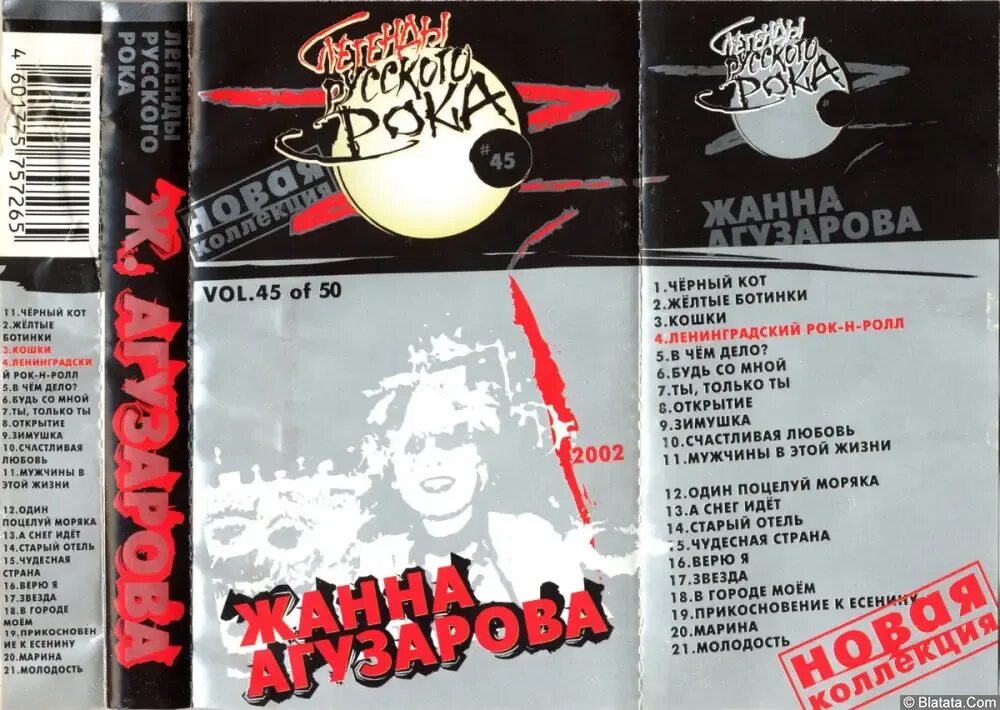 4 601775 757265
11.ЧЁРНЫЙ КОТ
2.ЖЁЛТЫЕ
БОТИНКИ
3.КОШКИ
4.ЛЕНИНГРАДСКИ
Й РОК-Н-РОЛЛ
5.В ЧЁМ ДЕЛО?
6.БУДЬ СО МНОЙ
7.ТЫ, ТОЛЬКО ТЫ
8.ОТКРЫТИЕ
9.ЗИМУШКА
10.СЧАСТЛИВАЯ
ЛЮБОВЬ
11.МУЖЧИНЫ В
ЭТОЙ ЖИЗНИ
12.ОДИН
ПОЦЕЛУЙ МОРЯКА
13.А СНЕГ ИДЁТ
14.СТАРЫЙ ОТЕЛЬ
15.ЧУДЕСНАЯ
СТРАНА
16.ВЕРЮ Я
17.ЗВЕЗДА
18.В ГОРОДЕ
МОЁМ
19.ПРИКОСНОВЕН
ИЕ К ЕСЕНИНУ
20.МАРИНА
21.МОЛОДОСТЬ
ЛЕГЕНДЫ
РУССКОГО
РОКА
Ж. АГУЗАРОВА
ЛЕГЕНДЫ
РУССКОГО
РОКА
#45
НОВАЯ
КОЛЛЕКЦИЯ
VOL.45 of 50
2002
ЖАННА
АГУЗАРОВА
ЛЕГЕНДЫ
РУССКОГО
РОКА
ЖАННА
АГУЗАРОВА
1.ЧЁРНЫЙ КОТ
2.ЖЁЛТЫЕ БОТИНКИ
3.КОШКИ
4.ЛЕНИНГРАДСКИЙ РОК-Н-РОЛЛ
5.В ЧЁМ ДЕЛО?
6.БУДЬ СО МНОЙ
7.ТЫ, ТОЛЬКО ТЫ
8.ОТКРЫТИЕ
9.ЗИМУШКА
10.СЧАСТЛИВАЯ ЛЮБОВЬ
11.МУЖЧИНЫ В ЭТОЙ ЖИЗНИ
12.ОДИН ПОЦЕЛУЙ МОРЯКА
13.А СНЕГ ИДЁТ
14.СТАРЫЙ ОТЕЛЬ
15.ЧУДЕСНАЯ СТРАНА
16.ВЕРЮ Я
17.ЗВЕЗДА
18.В ГОРОДЕ МОЁМ
19.ПРИКОСНОВЕНИЕ К ЕСЕНИНУ
20.МАРИНА
21.МОЛОДОСТЬ
НОВАЯ
КОЛЛЕКЦИЯ
© Blatata.Com